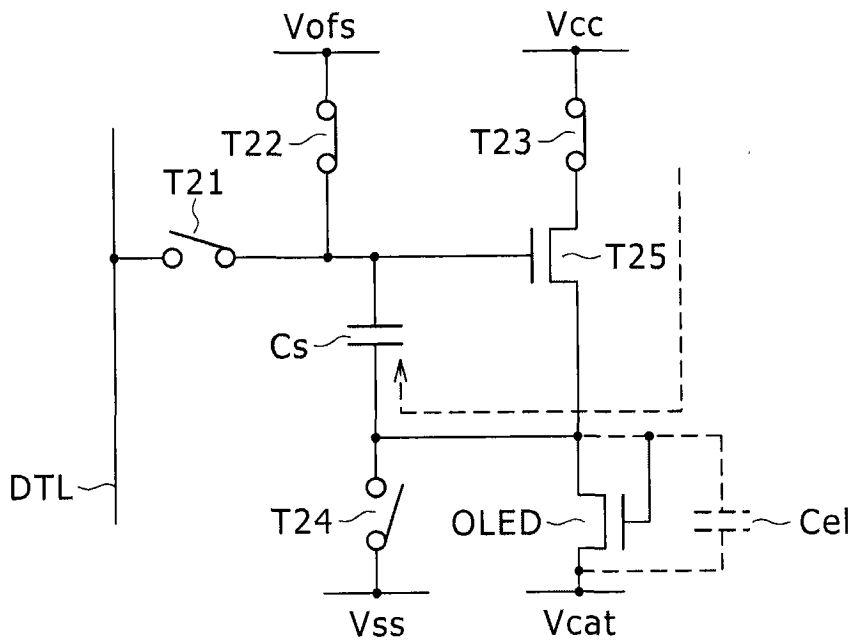 Vofs
Vcc
T22
T23
T21
T25
Cs
DTL
T24
OLED
Cel
Vss
Vcat